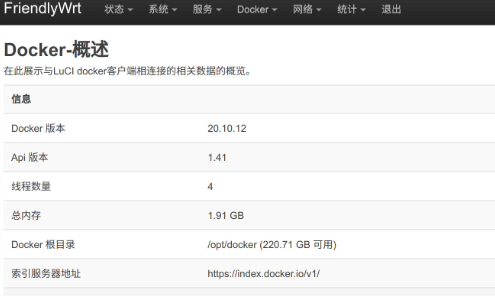 FriendlyWrt 状态 系统 服务 Docker 网络 统计 退出
Docker-概述
在此展示与LuCI docker客户端相连接的相关数据的概览。
信息
Docker 版本 20.10.12
Api 版本 1.41
线程数量 4
总内存 1.91 GB
Docker 根目录 /opt/docker (220.71 GB 可用)
索引服务器地址 https://index.docker.io/v1/